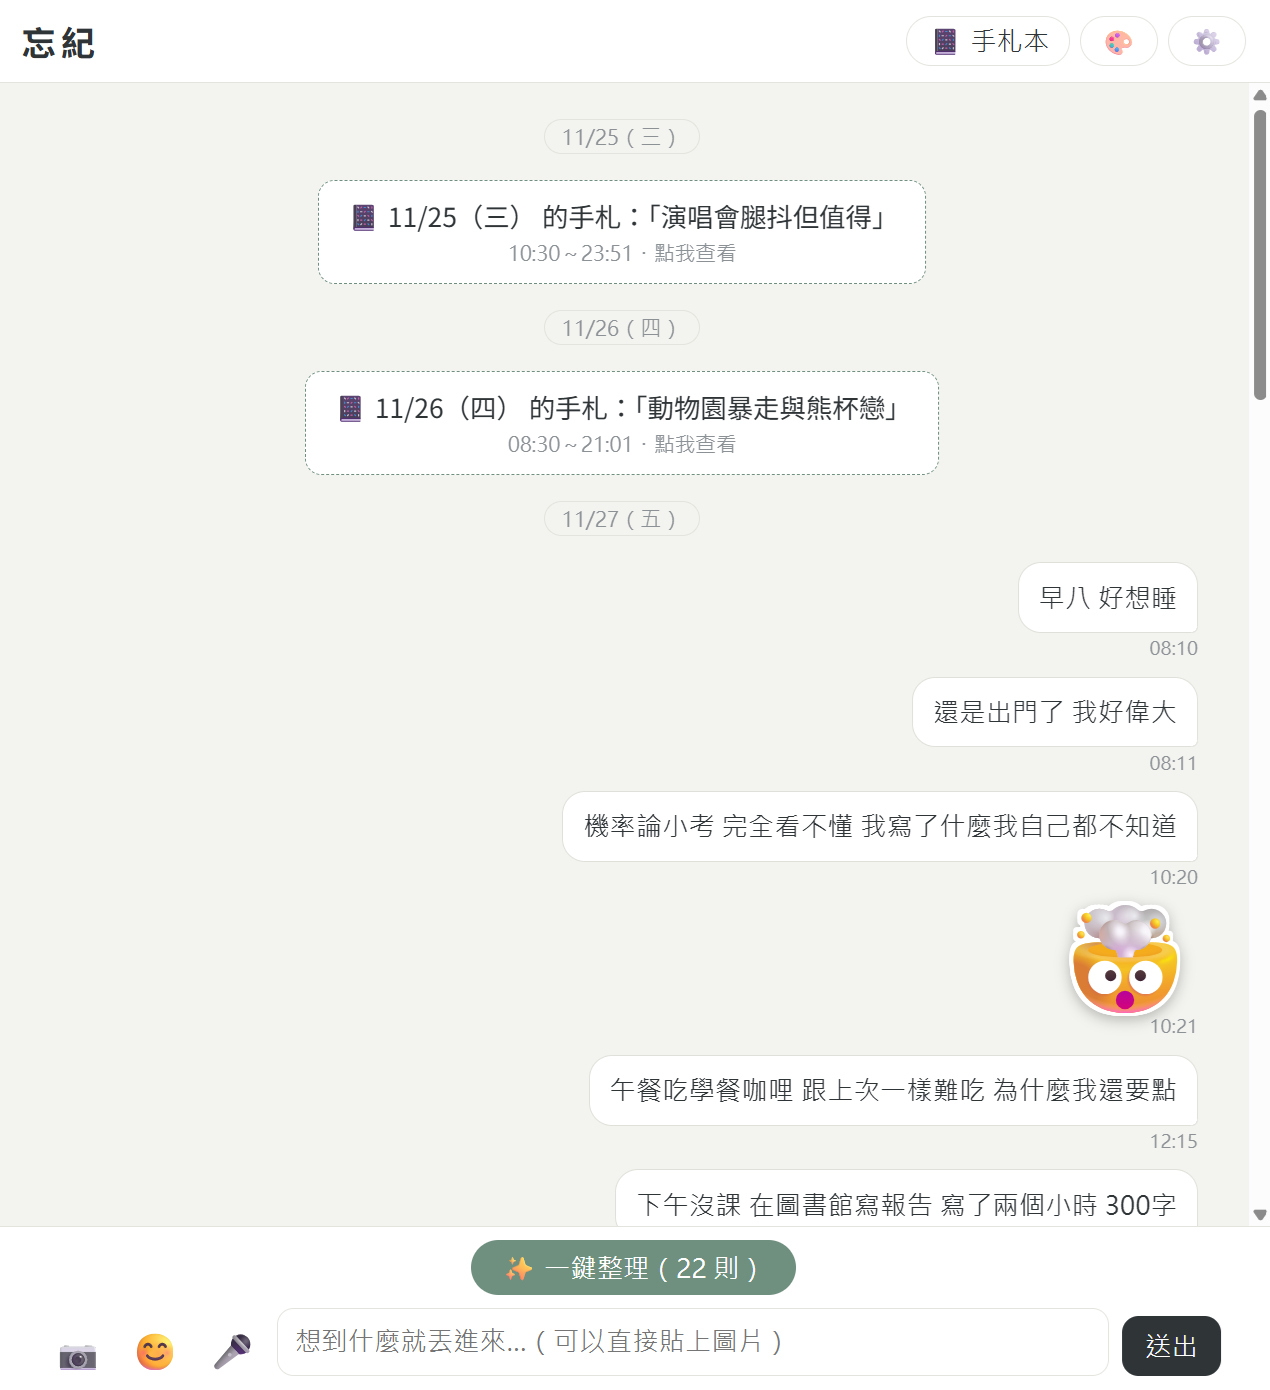 忘紀
手札本
11/25（三）
11/25（三） 的手札：「演唱會腿抖但值得」
10:30～23:51 · 點我查看
11/26（四）
11/26（四） 的手札：「動物園暴走與熊杯戀」
08:30～21:01 · 點我查看
11/27（五）
早八 好想睡
08:10
還是出門了 我好偉大
08:11
機率論小考 完全看不懂 我寫了什麼我自己都不知道
10:20
10:21
午餐吃學餐咖哩 跟上次一樣難吃 為什麼我還要點
12:15
下午沒課 在圖書館寫報告 寫了兩個小時 300字
一鍵整理（22 則）
想到什麼就丟進來...（可以直接貼上圖片）
送出